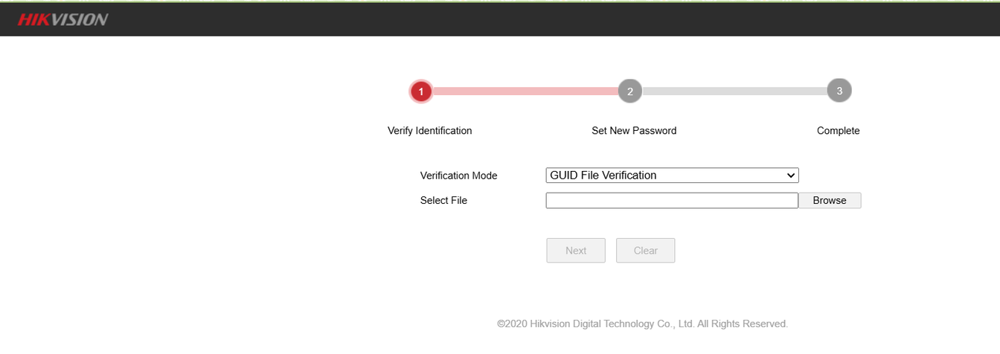 HIKVISION
1 2 3
Verify Identification Set New Password Complete
Verification Mode GUID File Verification
Select File Browse
Next Clear
©2020 Hikvision Digital Technology Co., Ltd. All Rights Reserved.